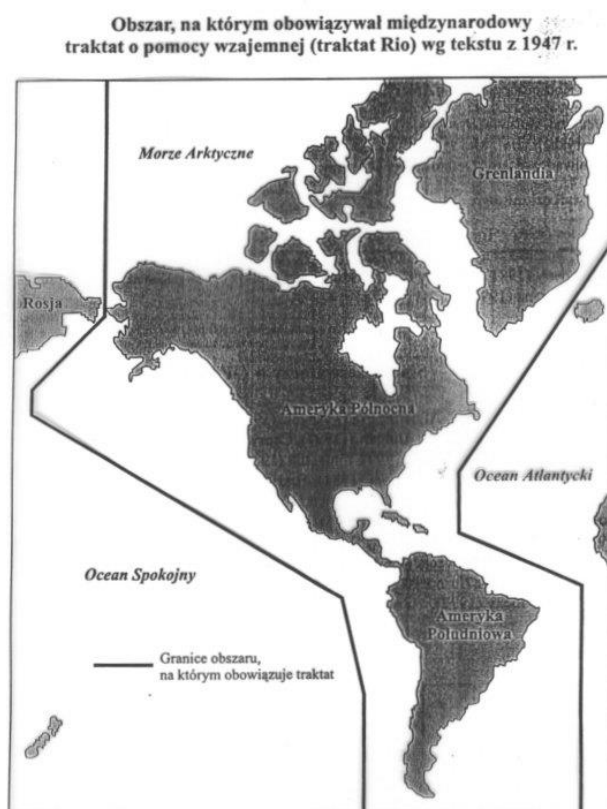 Obszar, na którym obowiązywał międzynarodowy
traktat o pomocy wzajemnej (traktat Rio) wg tekstu z 1947 r.
Morze Arktyczne
Grenlandia
Rosja
Ameryka Północna
Ocean Atlantycki
Ocean Spokojny
Ameryka
Południowa
Granice obszaru,
na którym obowiązuje traktat